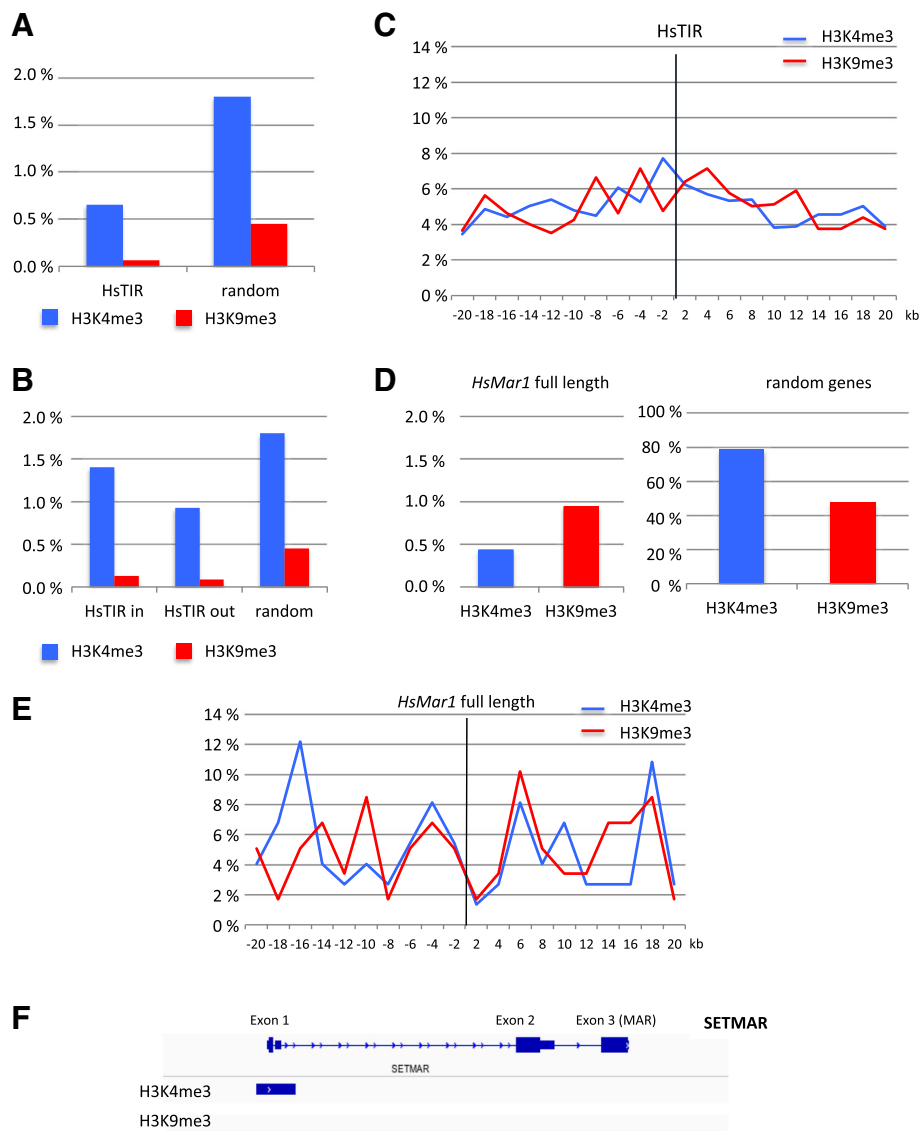 A
2.0 %
1.5 %
1.0 %
0.5 %
0.0 %
HsTIR random
H3K4me3 H3K9me3
C
HsTIR
H3K4me3
H3K9me3
14 %
12 %
10 %
8 %
6 %
4 %
2 %
0 %
-20 -18 -16 -14 -12 -10 -8 -6 -4 -2 2 4 6 8 10 12 14 16 18 20 kb
B
2.0 %
1.5 %
1.0 %
0.5 %
0.0 %
HsTIR in HsTIR out random
H3K4me3 H3K9me3
D
HsMar1 full length
2.0 %
1.5 %
1.0 %
0.5 %
0.0 %
H3K4me3 H3K9me3
random genes
100 %
80 %
60 %
40 %
20 %
0 %
H3K4me3 H3K9me3
E
HsMar1 full length
H3K4me3
H3K9me3
14 %
12 %
10 %
8 %
6 %
4 %
2 %
0 %
-20 -18 -16 -14 -12 -10 -8 -6 -4 -2 2 4 6 8 10 12 14 16 18 20 kb
F
Exon 1 Exon 2 Exon 3 (MAR) SETMAR
SETMAR
H3K4me3
H3K9me3